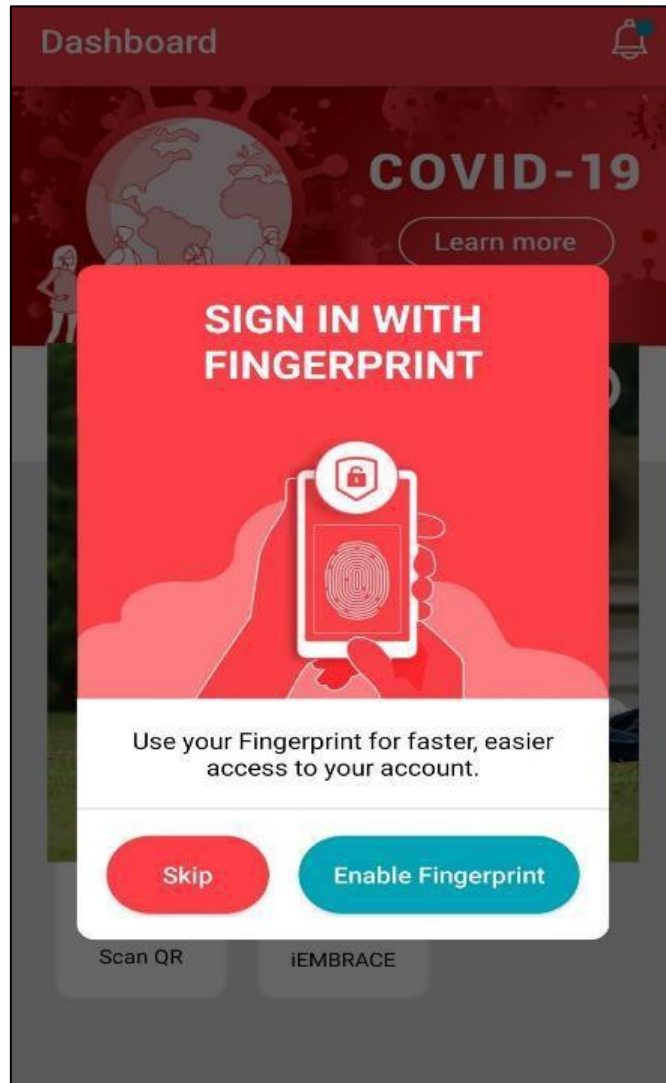 Dashboard
COVID-19
Learn more
SIGN IN WITH
FINGERPRINT
Use your Fingerprint for faster, easier
access to your account.
Skip
Enable Fingerprint
Scan QR
iEMBRACE